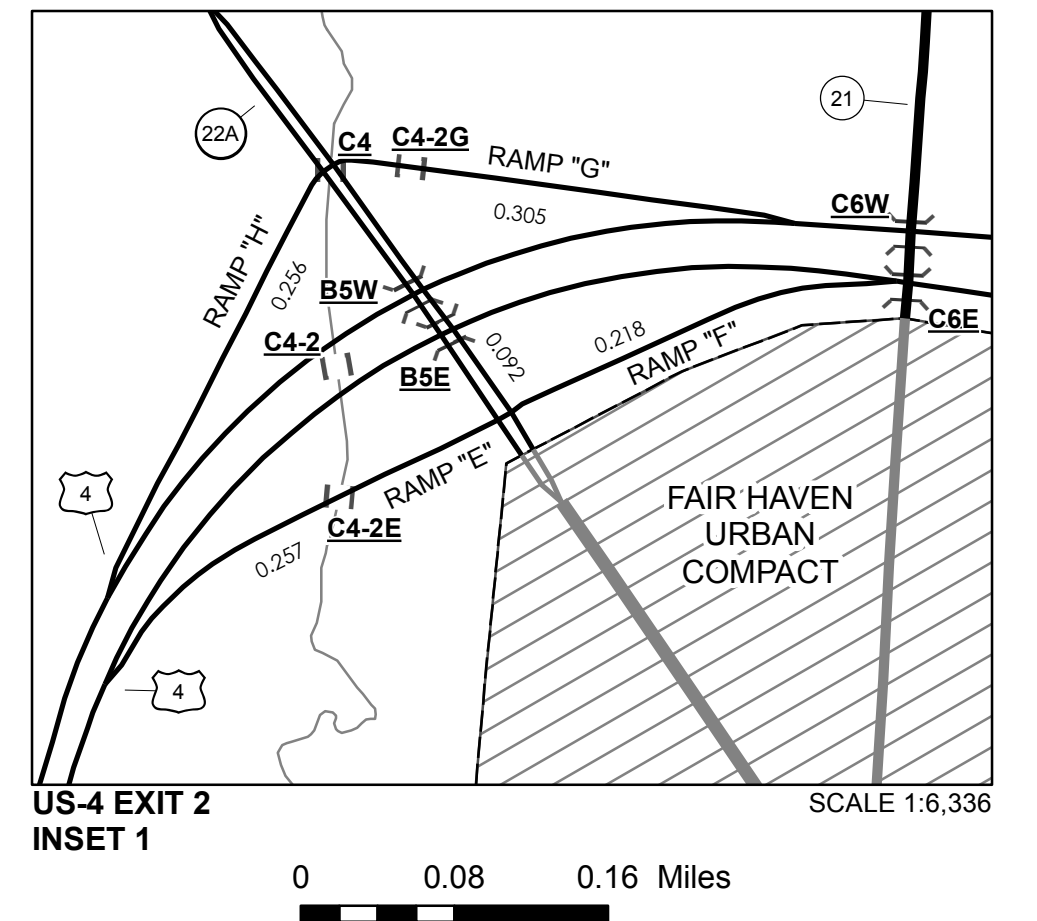 21
22A
C4
C4-2G
RAMP "G"
C6W
0.305
RAMP "H"
0.256
B5W
C4-2
0.092
0.218
C6E
B5E
RAMP "F"
RAMP "E"
4
FAIR HAVEN
URBAN
COMPACT
C4-2E
0.257
4
US-4 EXIT 2
INSET 1
SCALE 1:6,336
0 0.08 0.16 Miles